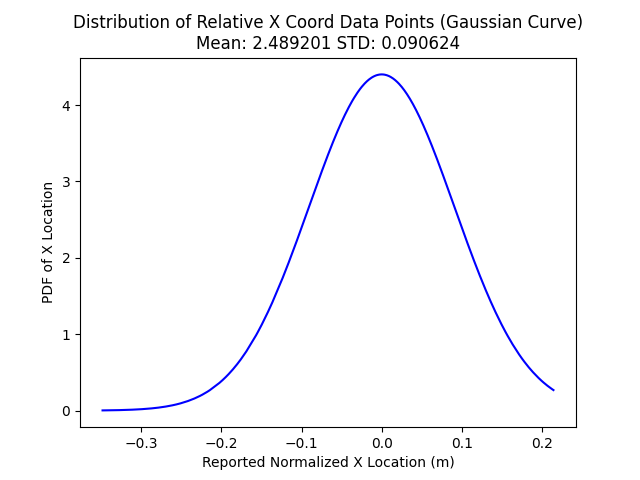 Distribution of Relative X Coord Data Points (Gaussian Curve)
Mean: 2.489201 STD: 0.090624
4
3
2
1
0
PDF of X Location
−0.3 −0.2 −0.1 0.0 0.1 0.2
Reported Normalized X Location (m)